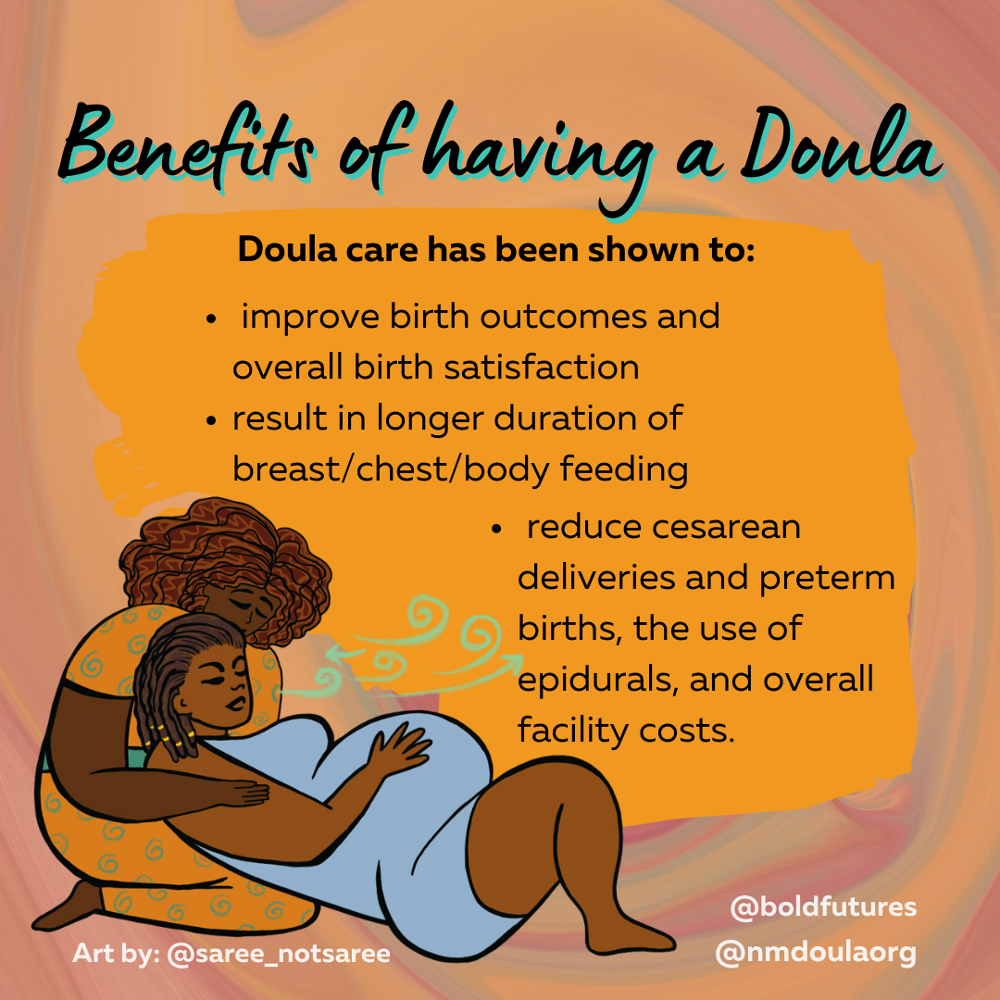 Benefits of having a Doula
Doula care has been shown to:
• improve birth outcomes and
overall birth satisfaction
• result in longer duration of
breast/chest/body feeding
• reduce cesarean
deliveries and preterm
births, the use of
epidurals, and overall
facility costs.
@boldfutures
@nmdoulaorg
Art by: @saree_notsaree